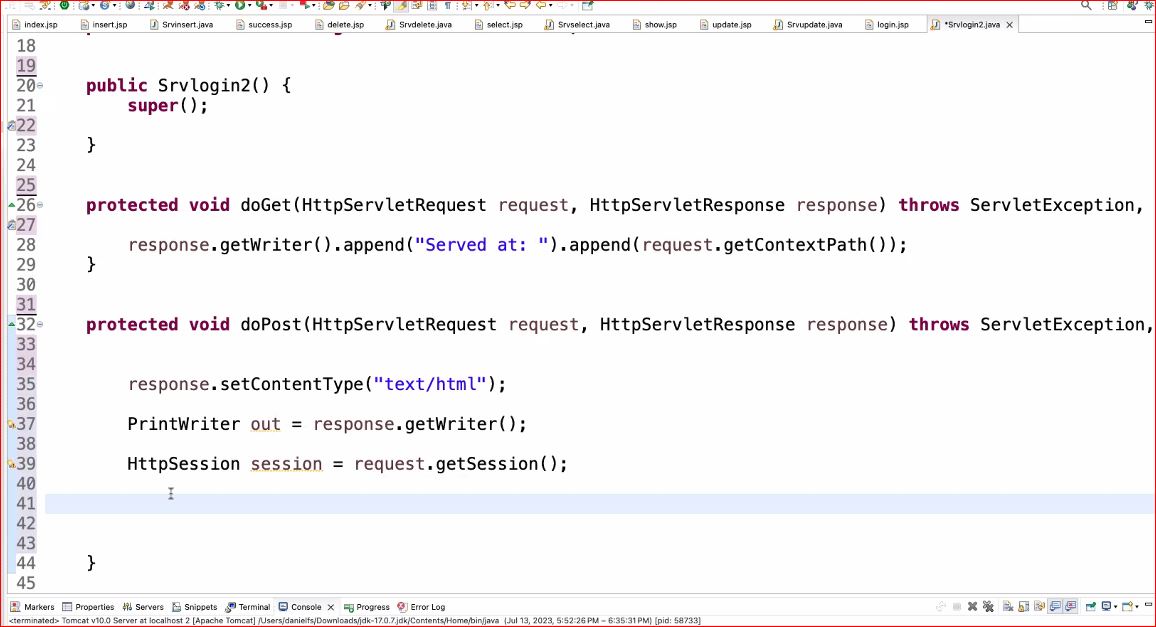 index.jsp insert.jsp Srvinsert.java success.jsp delete.jsp Srvdelete.java select.jsp Srvselect.java show.jsp update.jsp Srvupdate.java login.jsp *Srvlogin2.java
18
19
20 public Srvlogin2() {
21 super();
22
23 }
24
25
26 protected void doGet(HttpServletRequest request, HttpServletResponse response) throws ServletException,
27
28 response.getWriter().append("Served at: ").append(request.getContextPath());
29 }
30
31
32 protected void doPost(HttpServletRequest request, HttpServletResponse response) throws ServletException,
33
34
35 response.setContentType("text/html");
36
37 PrintWriter out = response.getWriter();
38
39 HttpSession session = request.getSession();
40
41
42
43
44 }
45
Markers Properties Servers Snippets Terminal Console Progress Error Log
<terminated> Tomcat v10.0 Server at localhost 2 [Apache Tomcat] /Users/danielfs/Downloads/jdk-17.0.7.jdk/Contents/Home/bin/java (Jul 13, 2023, 5:52:26 PM – 6:35:31 PM) [pid: 58733]